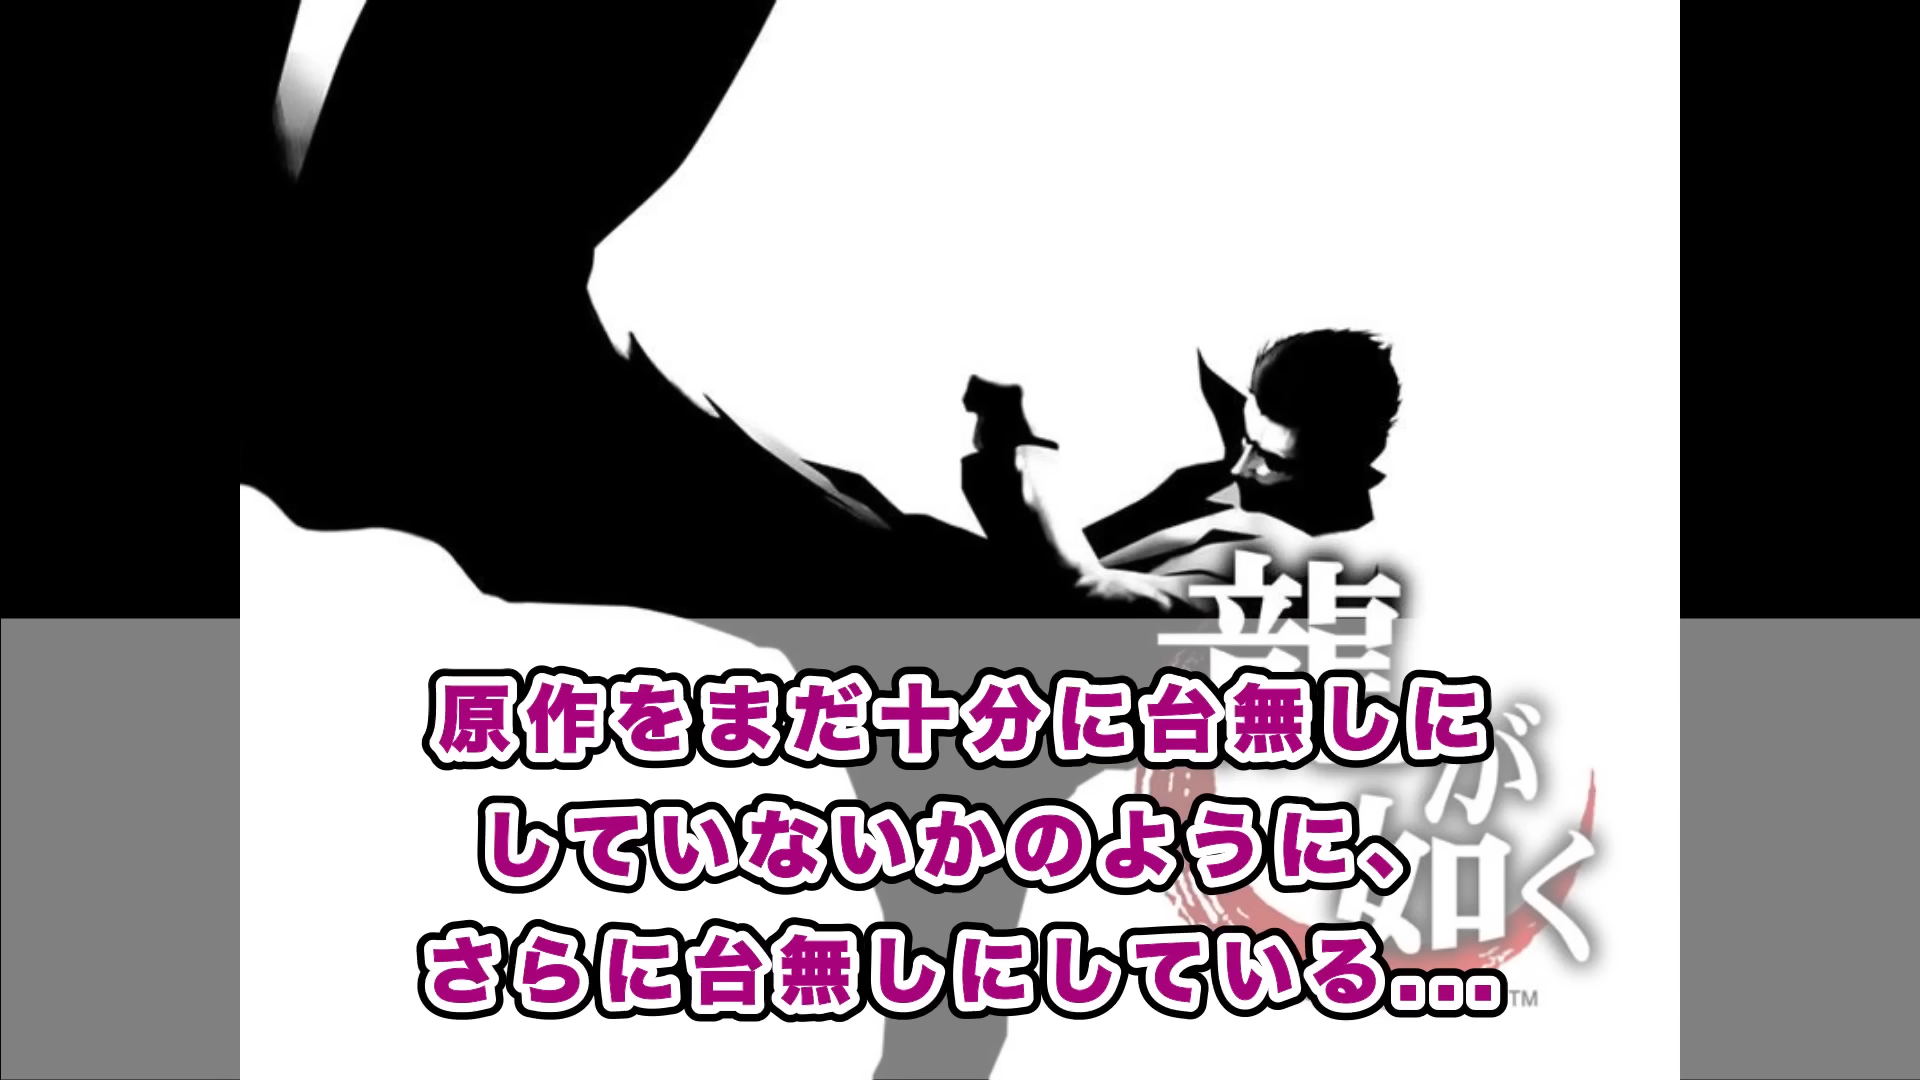 原作をまだ十分に台無しに
していないかのように、
さらに台無しにしている...
龍が如く
TM